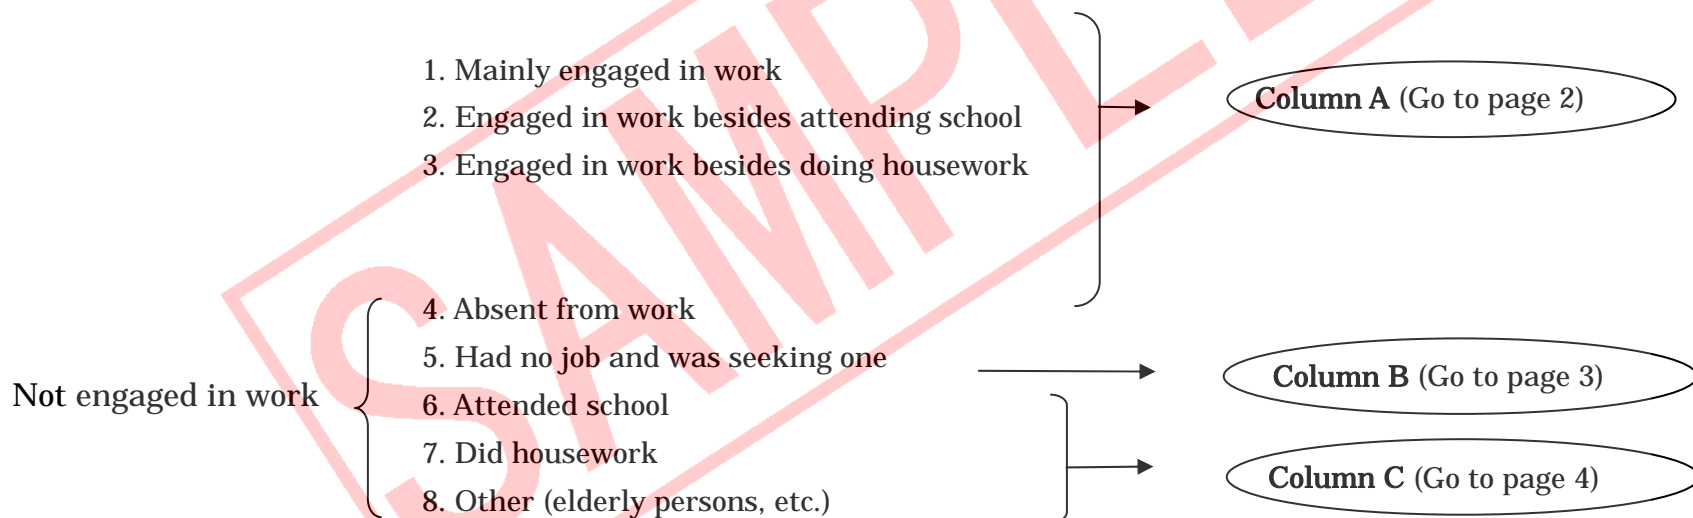 1. Mainly engaged in work
2. Engaged in work besides attending school
3. Engaged in work besides doing housework
Column A (Go to page 2)
Not engaged in work
4. Absent from work
5. Had no job and was seeking one
6. Attended school
7. Did housework
8. Other (elderly persons, etc.)
Column B (Go to page 3)
Column C (Go to page 4)
SAMPLE